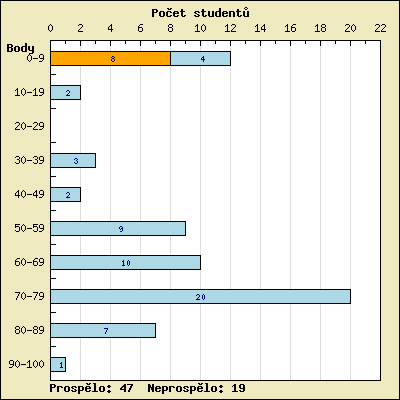 Počet studentů
0 2 4 6 8 10 12 14 16 18 20 22
Body
0-9 8 4
10-19 2
20-29
30-39 3
40-49 2
50-59 9
60-69 10
70-79 20
80-89 7
90-100 1
Prospělo: 47 Neprospělo: 19